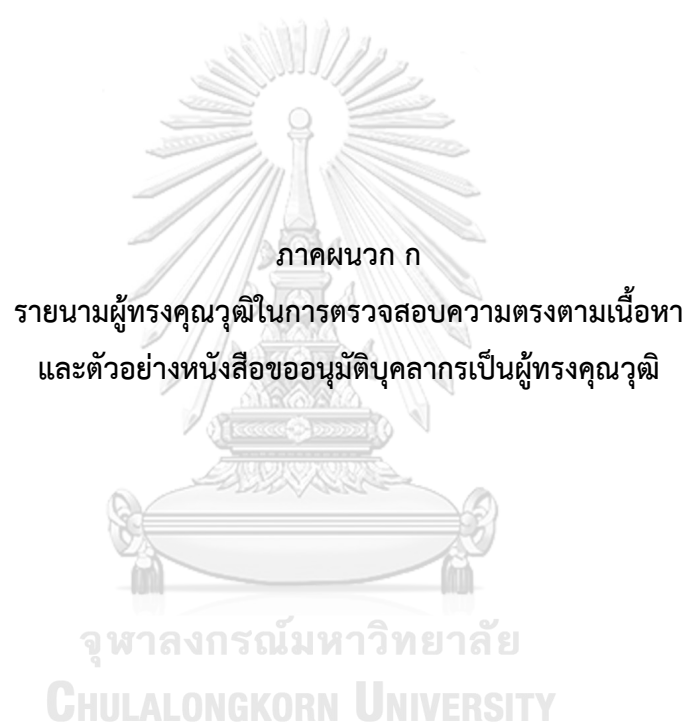 ภาคผนวก ก
รายนามผู้ทรงคุณวุฒิในการตรวจสอบความตรงตามเนื้อหา
และตัวอย่างหนังสือขออนุมัติบุคลากรเป็นผู้ทรงคุณวุฒิ
จุฬาลงกรณ์มหาวิทยาลัย
CHULALONGKORN UNIVERSITY